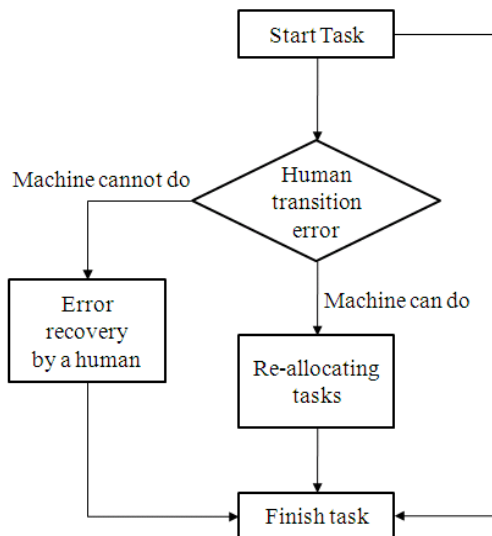 Start Task
Machine cannot do
Human
transition
error
Machine can do
Error
recovery
by a human
Re-allocating
tasks
Finish task